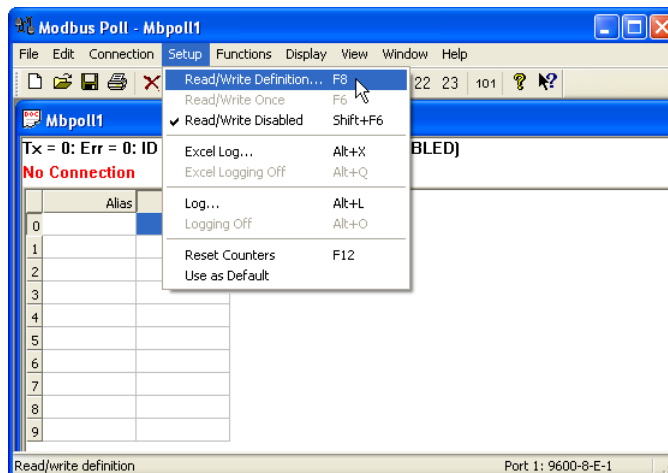 Modbus Poll - Mbpoll1
File Edit Connection Setup Functions Display View Window Help
22 23 101
Read/Write Definition... F8
Read/Write Once F6
Read/Write Disabled Shift+F6
Excel Log... Alt+X
Excel Logging Off Alt+Q
Log... Alt+L
Logging Off Alt+O
Reset Counters F12
Use as Default
DOC
Mbpoll1
Tx = 0: Err = 0: ID BLED)
No Connection
Alias
0
1
2
3
4
5
6
7
8
9
Read/write definition Port 1: 9600-8-E-1